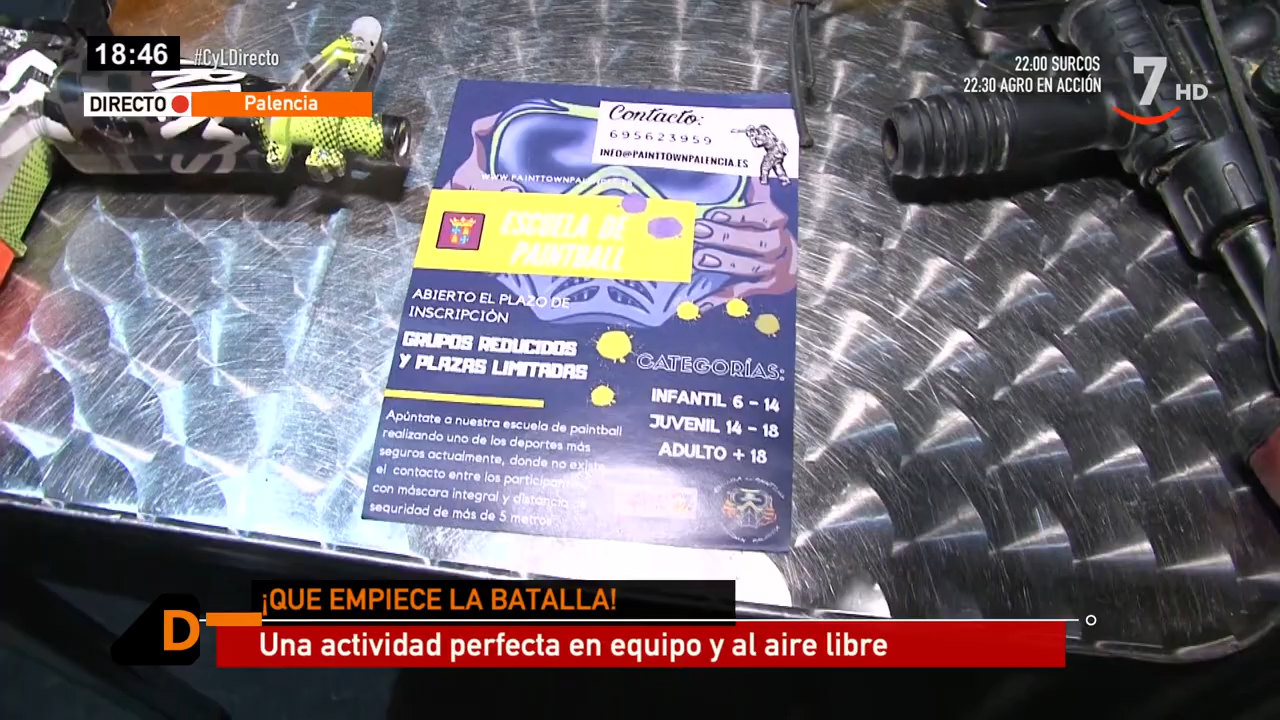 18:46
#CyLDirecto
DIRECTO
Palencia
22:00 SURCOS
22:30 AGRO EN ACCIÓN
7 HD
Contacto:
695623959
INFO@PAINTTOWNPALENCIA.ES
ESCUELA DE
PAINTBALL
ABIERTO EL PLAZO DE
INSCRIPCIÓN
GRUPOS REDUCIDOS
Y PLAZAS LIMITADAS
CATEGORÍAS:
INFANTIL 6 - 14
JUVENIL 14 - 18
ADULTO + 18
Apúntate a nuestra escuela de paintball
realizando uno de los deportes más
seguros actualmente, donde no existe
el contacto entre los participantes
con máscara integral y distancia de
seguridad de más de 5 metros
¡QUE EMPIECE LA BATALLA!
D
Una actividad perfecta en equipo y al aire libre